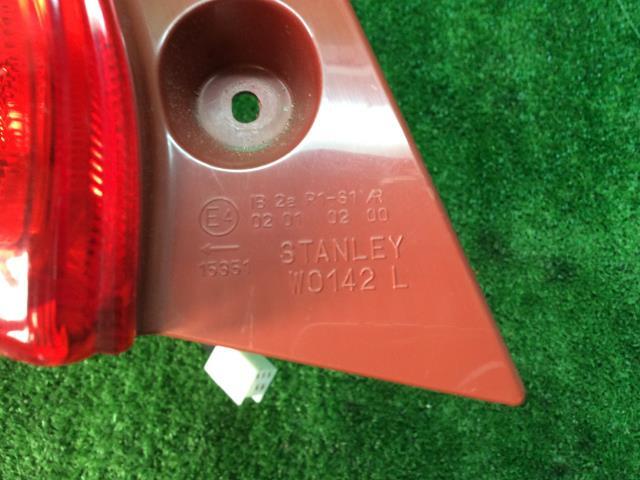 IB 2a R1-S1 AR
E4 02 01 02 00
← STANLEY
15351 W0142 L